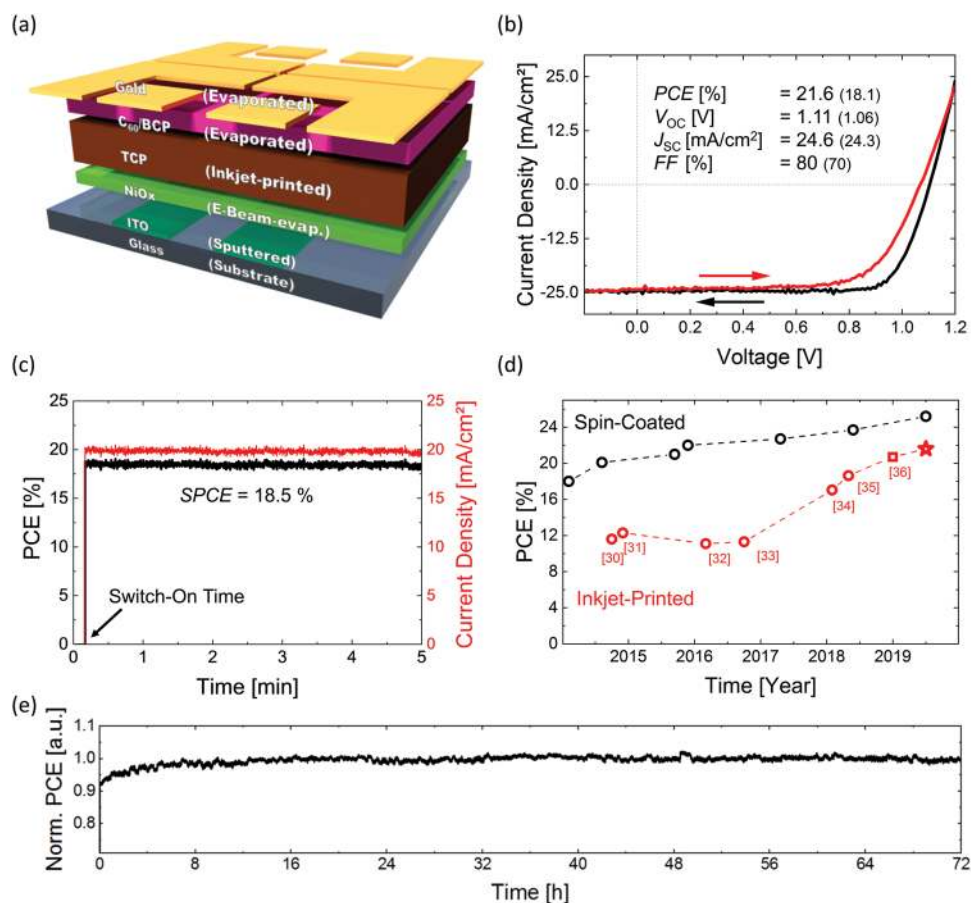 (a)
Gold (Evaporated)
C₆₀/BCP (Evaporated)
TCP (Inkjet-printed)
NiOx (E-Beam-evap.)
ITO (Sputtered)
Glass (Substrate)
(b)
Current Density [mA/cm²]
25.0
12.5
0.0
-12.5
-25.0
PCE [%] = 21.6 (18.1)
V_OC [V] = 1.11 (1.06)
J_SC [mA/cm²] = 24.6 (24.3)
FF [%] = 80 (70)
0.0 0.2 0.4 0.6 0.8 1.0 1.2
Voltage [V]
(c)
PCE [%]
25
20
15
10
5
0
SPCE = 18.5 %
Switch-On Time
25
20
15
10
5
0
Current Density [mA/cm²]
0 1 2 3 4 5
Time [min]
(d)
PCE [%]
24
20
16
12
8
4
0
Spin-Coated
[30] [31] [32] [33] [34] [35] [36]
Inkjet-Printed
2015 2016 2017 2018 2019
Time [Year]
(e)
Norm. PCE [a.u.]
1.1
1.0
0.9
0.8
0 8 16 24 32 40 48 56 64 72
Time [h]